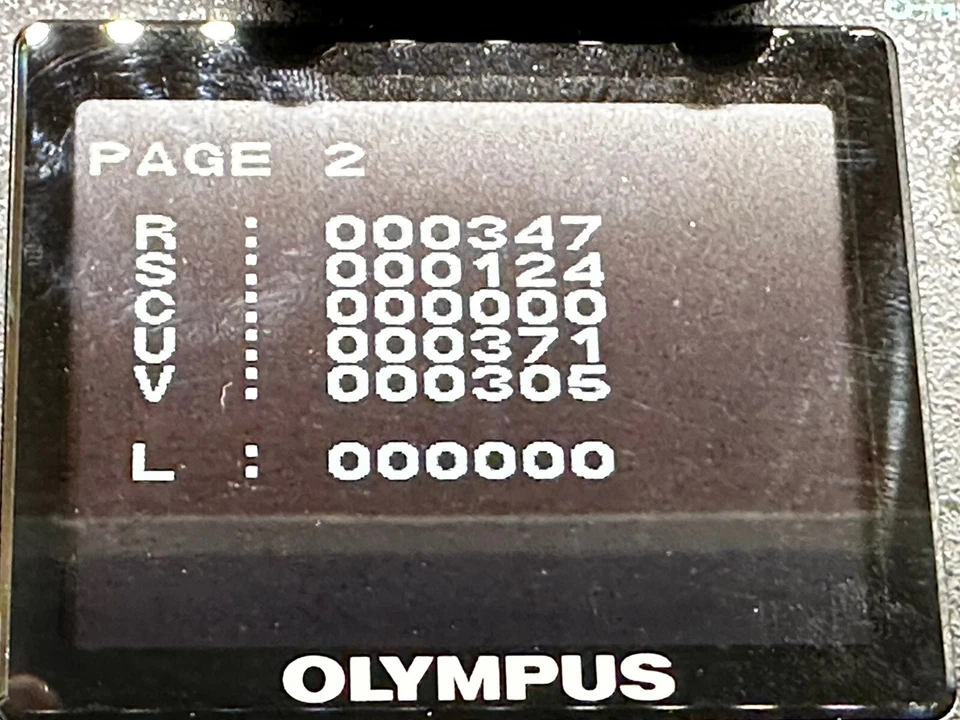 PAGE 2
R : 000347
S : 000124
C : 000000
U : 000371
V : 000305
L : 000000
OLYMPUS